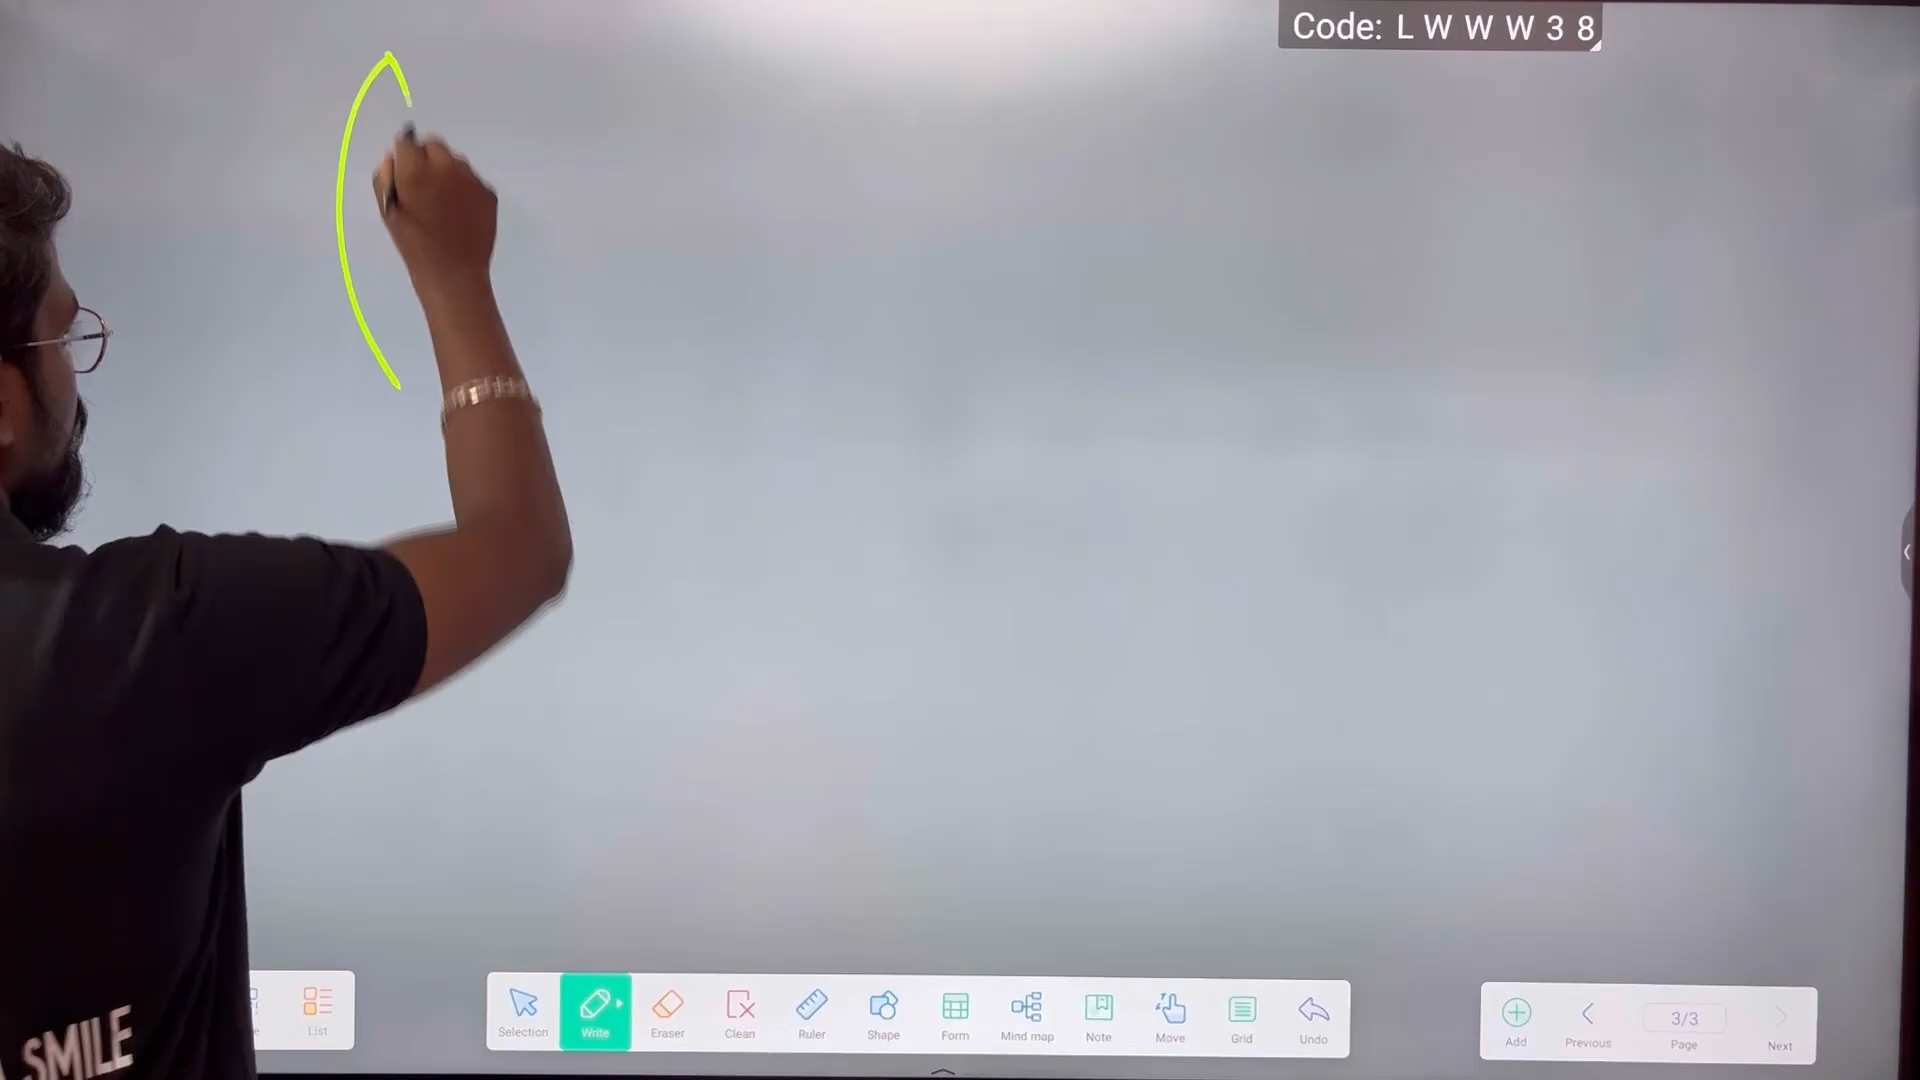 Code: L W W W 3 8
List
Selection
Write
Eraser
Clean
Ruler
Shape
Form
Mind map
Note
Move
Grid
Undo
Add
Previous
3/3
Page
Next
SMILE